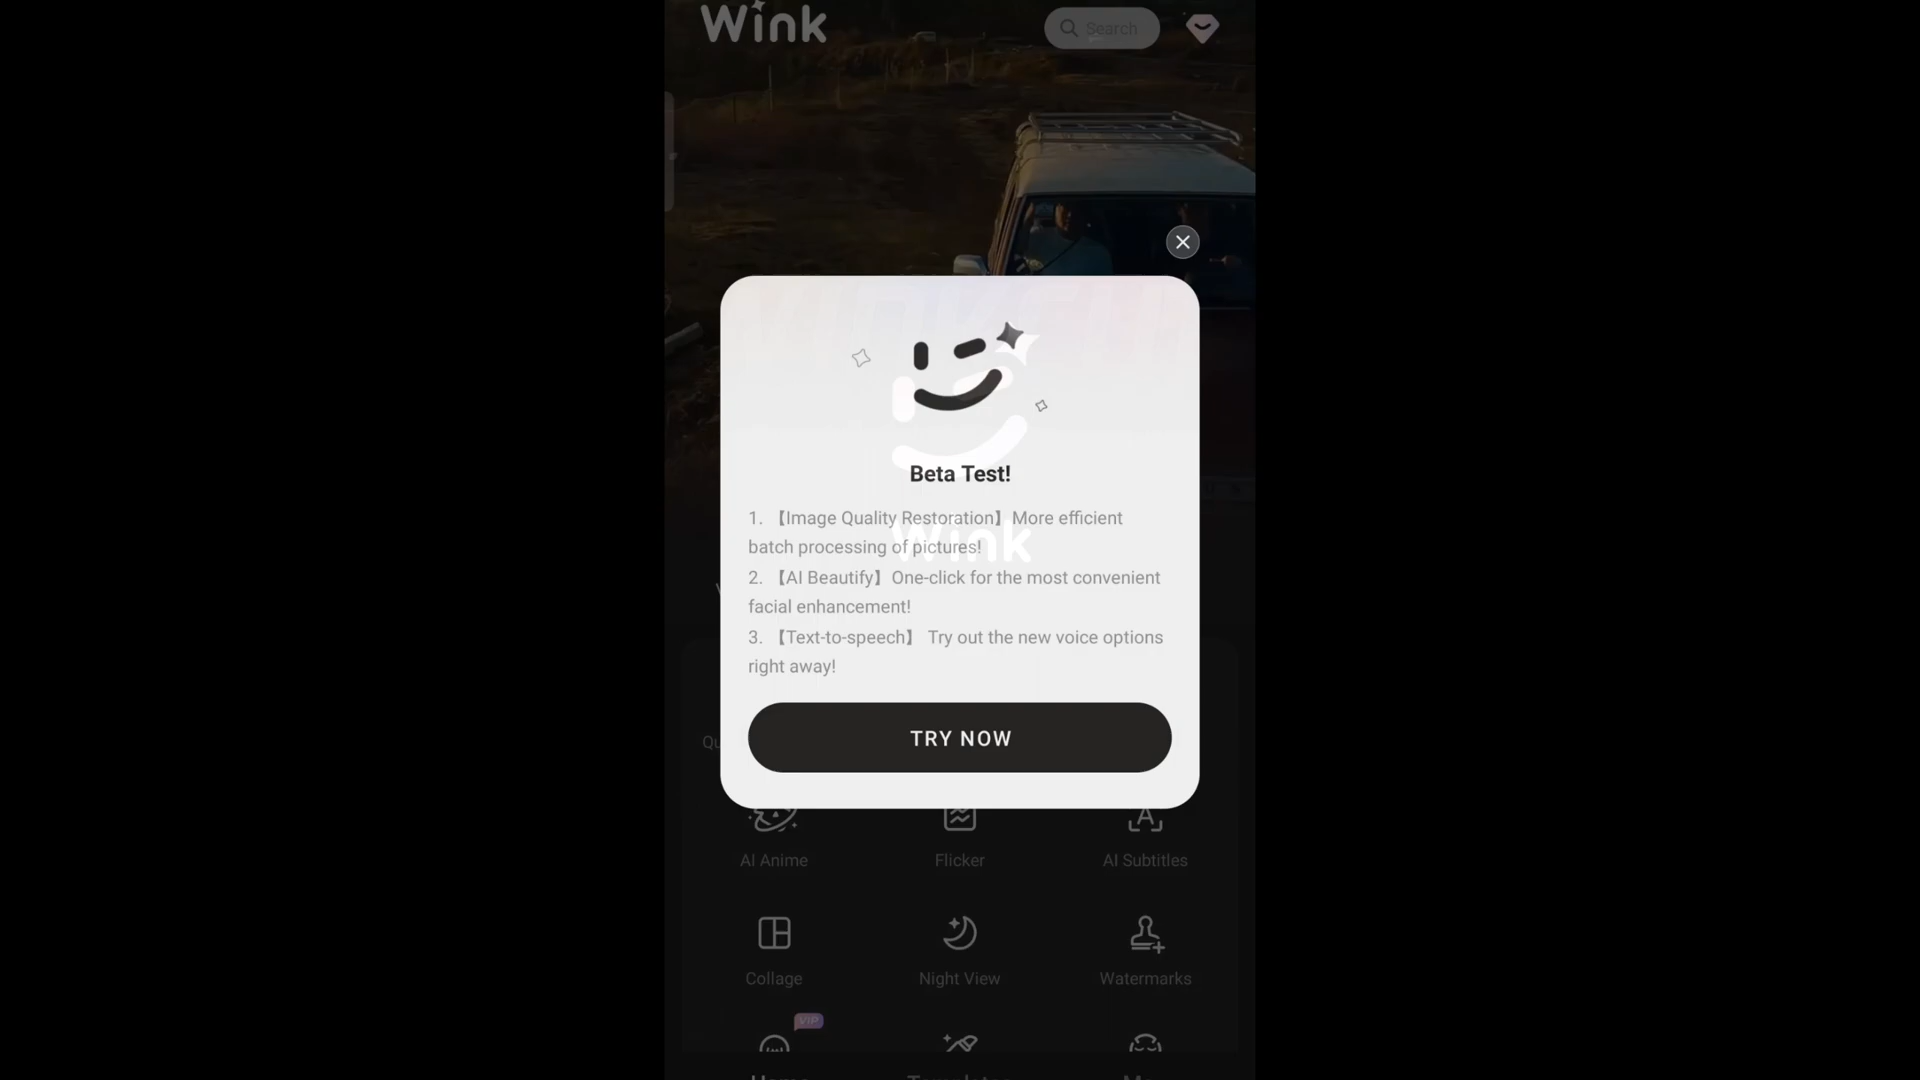 Wink
Search
Beta Test!
1. 【Image Quality Restoration】More efficient
batch processing of pictures!
Wink
2. 【AI Beautify】One-click for the most convenient
facial enhancement!
3. 【Text-to-speech】 Try out the new voice options
right away!
TRY NOW
AI Anime
Flicker
AI Subtitles
Collage
Night View
Watermarks
VIP